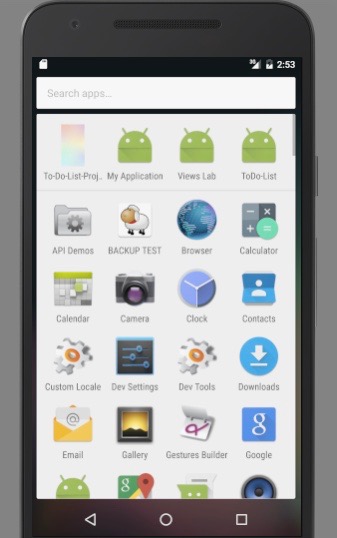 3G 2:53
Search apps…
To-Do-List-Proj.. My Application Views Lab ToDo-List
API Demos BACKUP TEST Browser Calculator
Calendar Camera Clock Contacts
Custom Locale Dev Settings Dev Tools Downloads
Email Gallery Gestures Builder Google